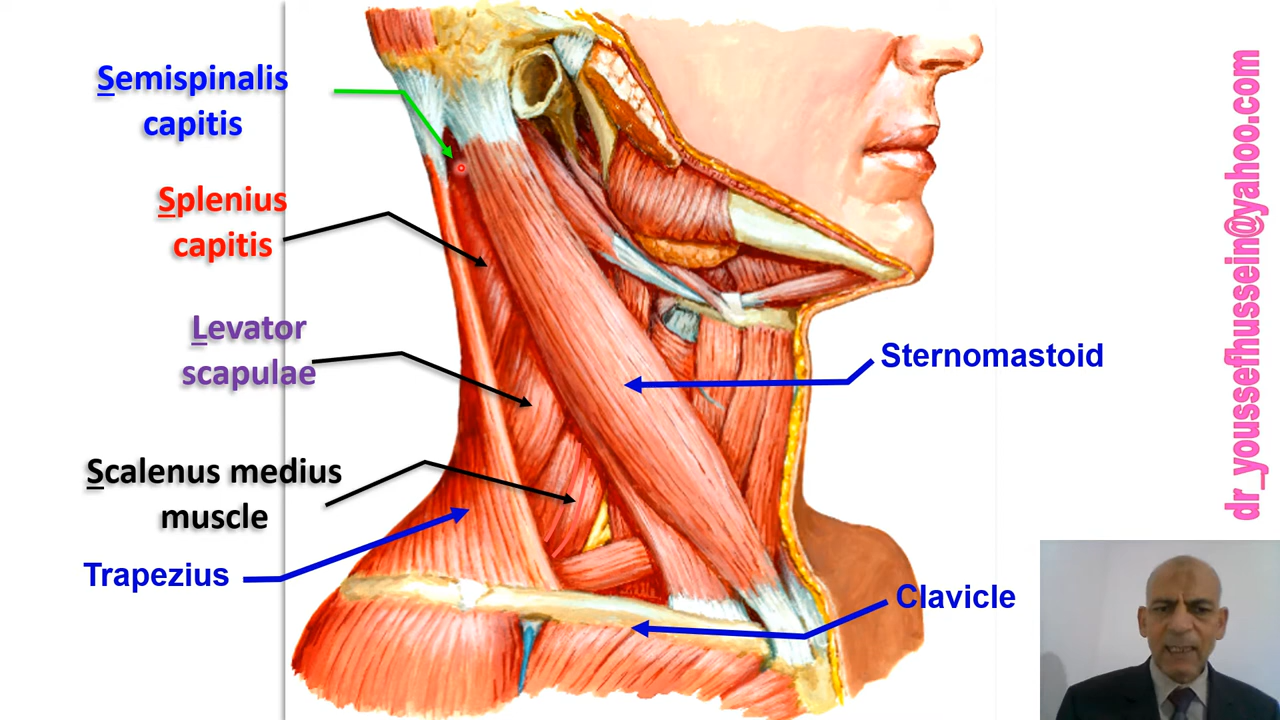 Semispinalis
capitis
Splenius
capitis
Levator
scapulae
Scalenus medius
muscle
Trapezius
Sternomastoid
Clavicle
dr_youssefhussein@yahoo.com